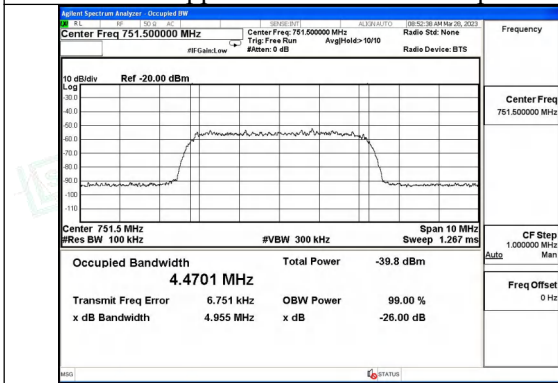 Agilent Spectrum Analyzer - Occupied BW
RL RF 50 Ω AC SENSE:INT ALIGN AUTO 08:52:38 AM Mar 28, 2023
Center Freq 751.500000 MHz Center Freq: 751.500000 MHz Radio Std: None Frequency
Trig: Free Run Avg|Hold:> 10/10
#IFGain:Low #Atten: 0 dB Radio Device: BTS
10 dB/div Ref -20.00 dBm
Log
-30.0
-40.0
-50.0
-60.0
-70.0
-80.0
-90.0
-100
-110
Center Freq
751.500000 MHz
Center 751.5 MHz Span 10 MHz
#Res BW 100 kHz #VBW 300 kHz Sweep 1.267 ms
CF Step
1.000000 MHz
Auto Man
Occupied Bandwidth Total Power -39.8 dBm
4.4701 MHz
Freq Offset
0 Hz
Transmit Freq Error 6.751 kHz OBW Power 99.00 %
x dB Bandwidth 4.955 MHz x dB -26.00 dB
MSG STATUS